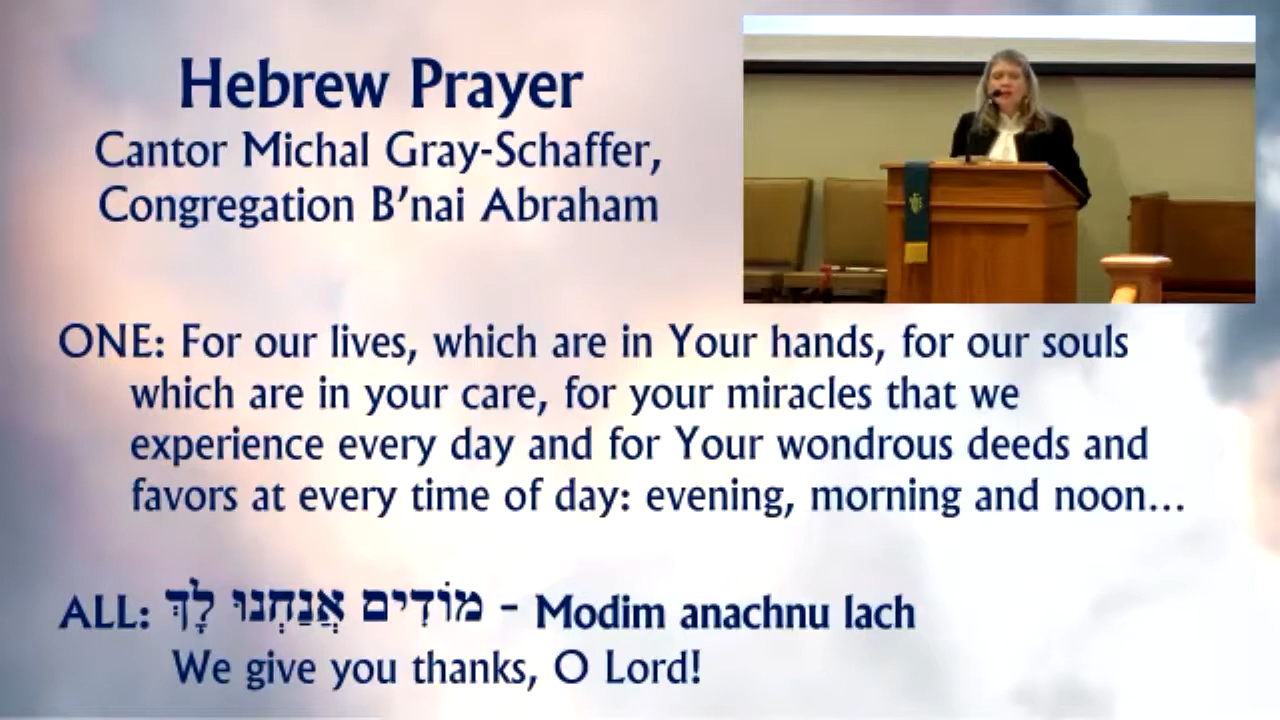 Hebrew Prayer
Cantor Michal Gray-Schaffer,
Congregation B’nai Abraham
ONE: For our lives, which are in Your hands, for our souls
which are in your care, for your miracles that we
experience every day and for Your wondrous deeds and
favors at every time of day: evening, morning and noon...
ALL: מוֹדִים אֲנַחְנוּ לָךְ - Modim anachnu lach
We give you thanks, O Lord!